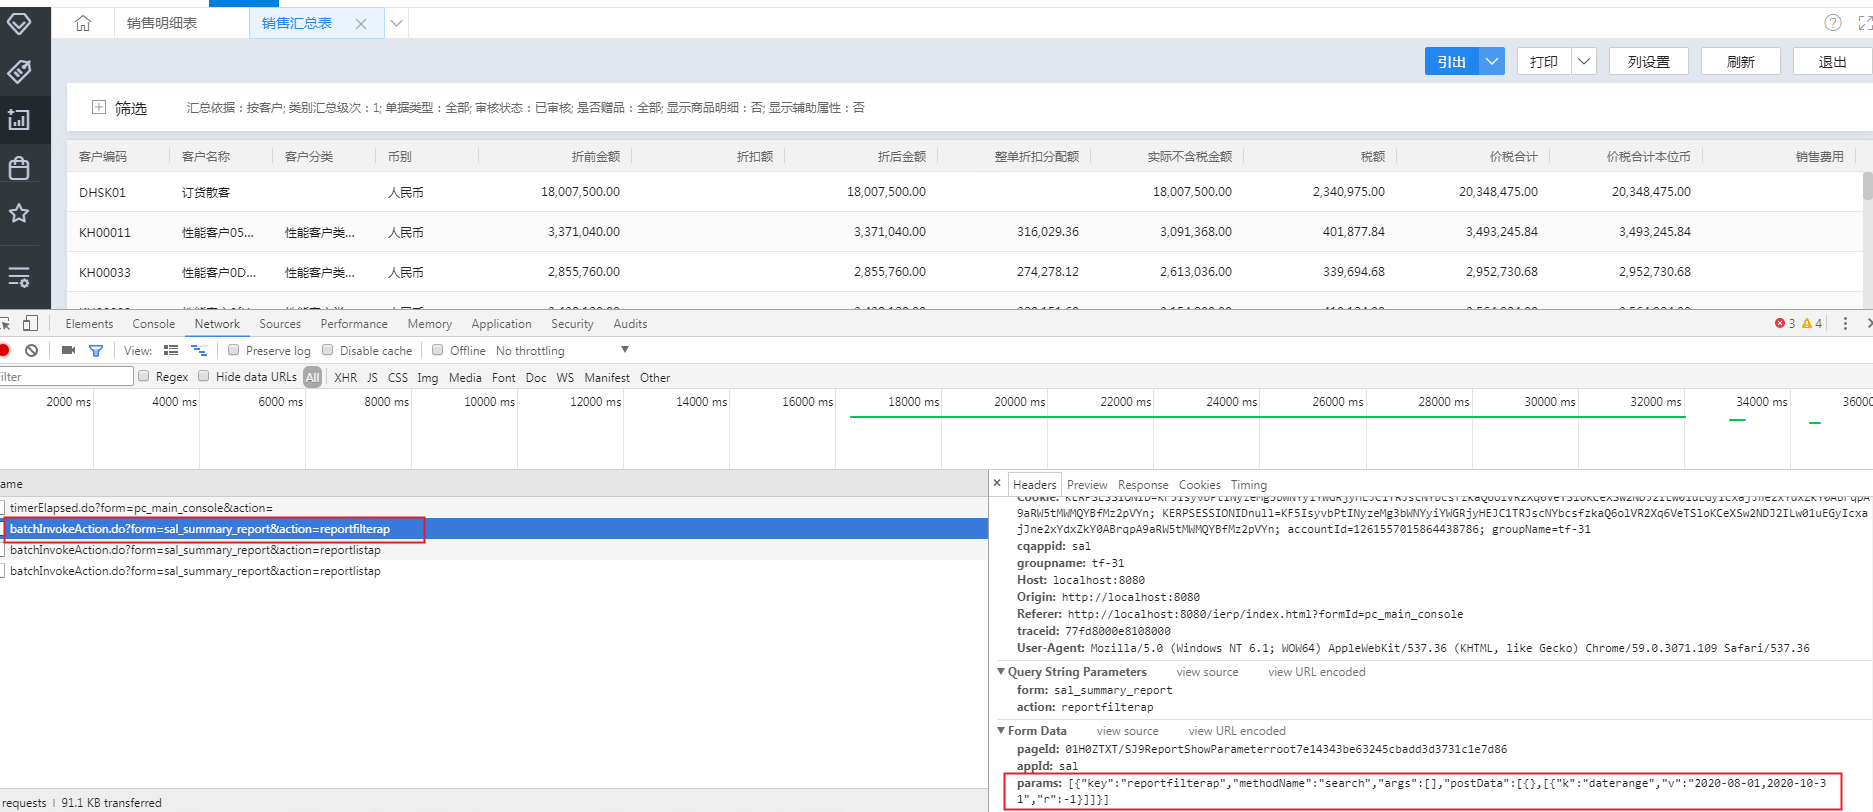 销售明细表 销售汇总表
引出 打印 列设置 刷新 退出
筛选 汇总依据：按客户; 类别汇总级次：1; 单据类型：全部; 审核状态：已审核; 是否赠品：全部; 显示商品明细：否; 显示辅助属性：否
客户编码 客户名称 客户分类 币别 折前金额 折扣额 折后金额 整单折扣分配额 实际不含税金额 税额 价税合计 价税合计本位币 销售费用
DHSK01 订货散客 人民币 18,007,500.00 18,007,500.00 18,007,500.00 2,340,975.00 20,348,475.00 20,348,475.00
KH00011 性能客户05... 性能客户类... 人民币 3,371,040.00 3,371,040.00 316,029.36 3,091,368.00 401,877.84 3,493,245.84 3,493,245.84
KH00033 性能客户0D... 性能客户类... 人民币 2,855,760.00 2,855,760.00 274,278.12 2,613,036.00 339,694.68 2,952,730.68 2,952,730.68
Elements Console Network Sources Performance Memory Application Security Audits 3 4
View: Preserve log Disable cache Offline No throttling
ilter Regex Hide data URLs All XHR JS CSS Img Media Font Doc WS Manifest Other
2000 ms 4000 ms 6000 ms 8000 ms 10000 ms 12000 ms 14000 ms 16000 ms 18000 ms 20000 ms 22000 ms 24000 ms 26000 ms 28000 ms 30000 ms 32000 ms 34000 ms 36000
ame
timerElapsed.do?form=pc_main_console&action=
batchInvokeAction.do?form=sal_summary_report&action=reportfilterap
batchInvokeAction.do?form=sal_summary_report&action=reportlistap
batchInvokeAction.do?form=sal_summary_report&action=reportlistap
requests | 91.1 KB transferred
Headers Preview Response Cookies Timing
9aRW5tMWMQYBfMz2pVYn; KERPSESSIONIDnull=KF5IsyvbPtINyzeMg3bWNYyiYWGRjyHEJC1TRJscNYbcsfzkaQ6olVR2Xq6VeTSloKCeXSw2NDJ2ILw01uEGyIcxa
jJne2xYdxZkY0ABrqpA9aRW5tMWMQYBfMz2pVYn; accountId=1261557015864438786; groupName=tf-31
cqappid: sal
groupname: tf-31
Host: localhost:8080
Origin: http://localhost:8080
Referer: http://localhost:8080/ierp/index.html?formId=pc_main_console
traceid: 77fd8000e8108000
User-Agent: Mozilla/5.0 (Windows NT 6.1; WOW64) AppleWebKit/537.36 (KHTML, like Gecko) Chrome/59.0.3071.109 Safari/537.36
Query String Parameters view source view URL encoded
form: sal_summary_report
action: reportfilterap
Form Data view source view URL encoded
pageId: 01H0ZTXT/SJ9ReportShowParameterroot7e14343be63245cbadd3d3731c1e7d86
appId: sal
params: [{"key":"reportfilterap","methodName":"search","args":[],"postData":[{},[{"k":"daterange","v":"2020-08-01,2020-10-3
1","r":-1}]]}]